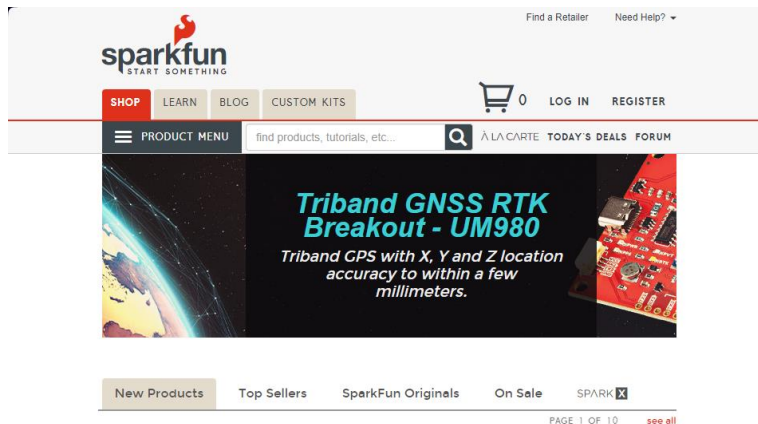 Find a Retailer Need Help?
sparkfun
START SOMETHING
SHOP LEARN BLOG CUSTOM KITS 0 LOG IN REGISTER
PRODUCT MENU find products, tutorials, etc... À LA CARTE TODAY'S DEALS FORUM
Triband GNSS RTK
Breakout - UM980
Triband GPS with X, Y and Z location
accuracy to within a few
millimeters.
New Products Top Sellers SparkFun Originals On Sale SPARK X
PAGE 1 OF 10 see all